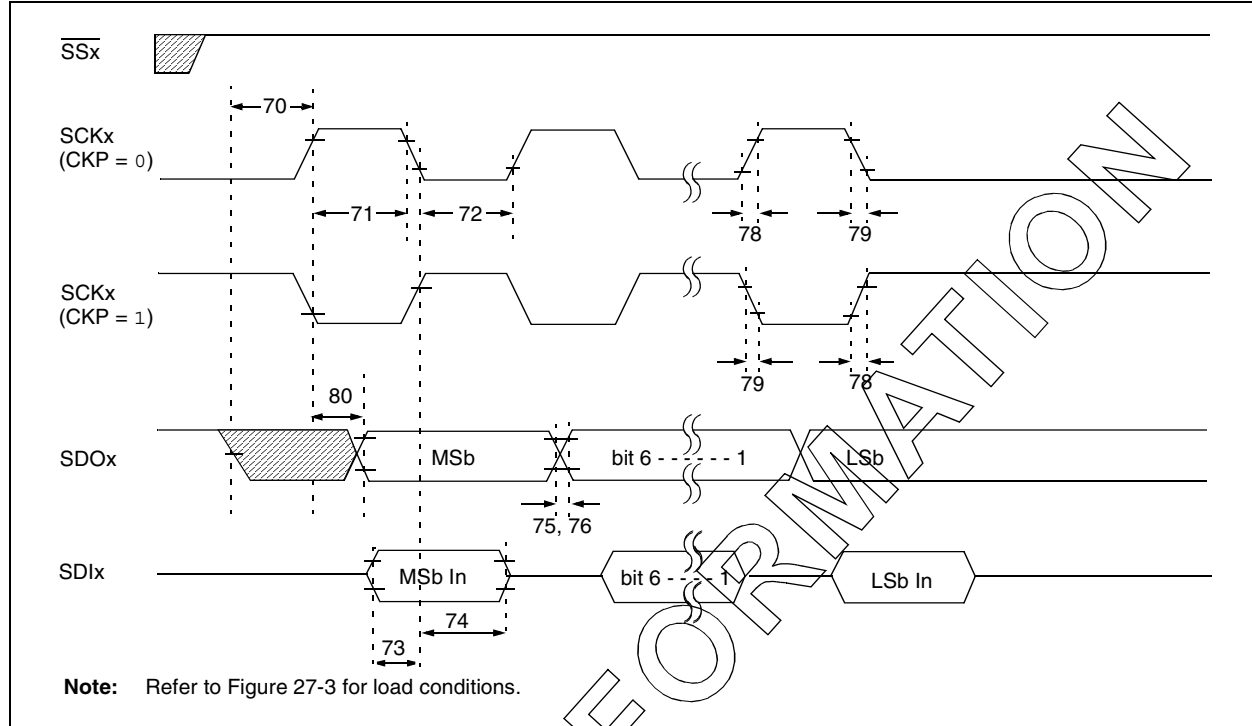 SSx
70
SCKx
(CKP = 0)
71
72
78
79
SCKx
(CKP = 1)
79
78
80
SDOx
MSb
bit 6 - - - - - - 1
LSb
75, 76
SDIx
MSb In
bit 6 - - - - 1
LSb In
74
73
Note: Refer to Figure 27-3 for load conditions.
FORMATION